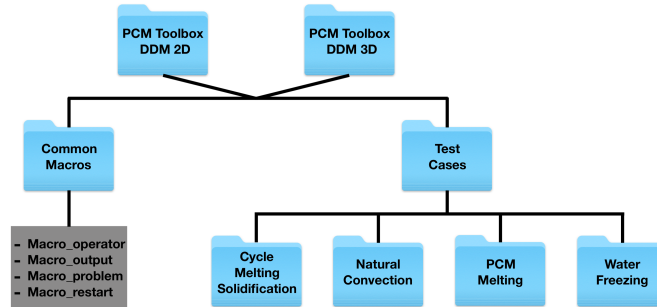 PCM Toolbox
DDM 2D
PCM Toolbox
DDM 3D
Common
Macros
Test
Cases
- Macro_operator
- Macro_output
- Macro_problem
- Macro_restart
Cycle
Melting
Solidification
Natural
Convection
PCM
Melting
Water
Freezing